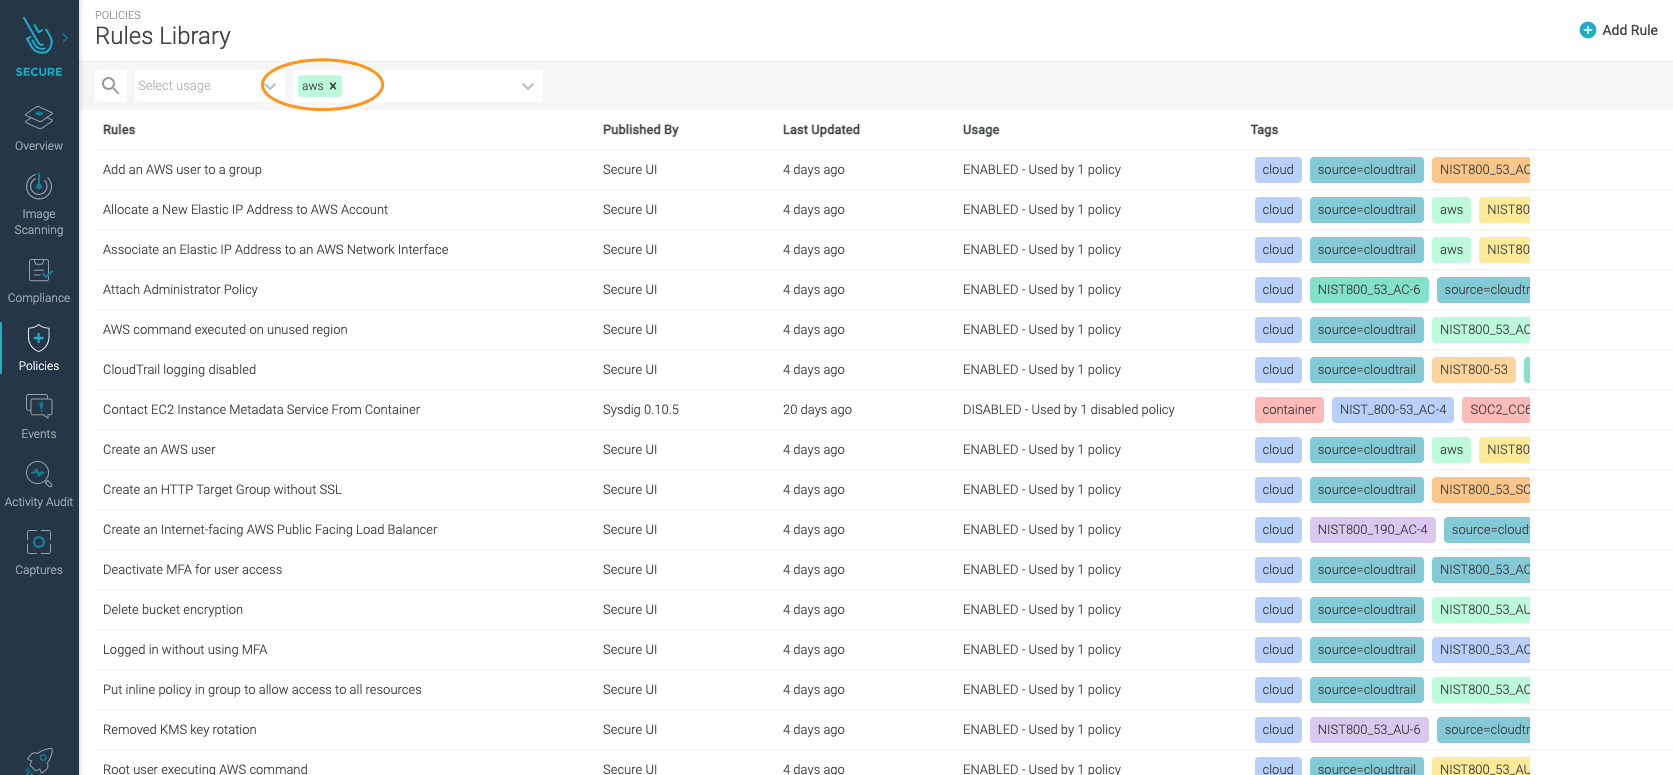 POLICIES
Rules Library
Add Rule
SECURE
Overview
Image
Scanning
Compliance
Policies
Events
Activity Audit
Captures
Select usage
aws ×
Rules Published By Last Updated Usage Tags
Add an AWS user to a group Secure UI 4 days ago ENABLED - Used by 1 policy cloud source=cloudtrail NIST800_53_AC
Allocate a New Elastic IP Address to AWS Account Secure UI 4 days ago ENABLED - Used by 1 policy cloud source=cloudtrail aws NIST80
Associate an Elastic IP Address to an AWS Network Interface Secure UI 4 days ago ENABLED - Used by 1 policy cloud source=cloudtrail aws NIST80
Attach Administrator Policy Secure UI 4 days ago ENABLED - Used by 1 policy cloud NIST800_53_AC-6 source=cloudtr
AWS command executed on unused region Secure UI 4 days ago ENABLED - Used by 1 policy cloud source=cloudtrail NIST800_53_AC
CloudTrail logging disabled Secure UI 4 days ago ENABLED - Used by 1 policy cloud source=cloudtrail NIST800-53
Contact EC2 Instance Metadata Service From Container Sysdig 0.10.5 20 days ago DISABLED - Used by 1 disabled policy container NIST_800-53_AC-4 SOC2_CC6
Create an AWS user Secure UI 4 days ago ENABLED - Used by 1 policy cloud source=cloudtrail aws NIST80
Create an HTTP Target Group without SSL Secure UI 4 days ago ENABLED - Used by 1 policy cloud source=cloudtrail NIST800_53_SC
Create an Internet-facing AWS Public Facing Load Balancer Secure UI 4 days ago ENABLED - Used by 1 policy cloud NIST800_190_AC-4 source=cloud
Deactivate MFA for user access Secure UI 4 days ago ENABLED - Used by 1 policy cloud source=cloudtrail NIST800_53_AC
Delete bucket encryption Secure UI 4 days ago ENABLED - Used by 1 policy cloud source=cloudtrail NIST800_53_AU
Logged in without using MFA Secure UI 4 days ago ENABLED - Used by 1 policy cloud source=cloudtrail NIST800_53_AC
Put inline policy in group to allow access to all resources Secure UI 4 days ago ENABLED - Used by 1 policy cloud source=cloudtrail NIST800_53_AC
Removed KMS key rotation Secure UI 4 days ago ENABLED - Used by 1 policy cloud NIST800_53_AU-6 source=cloudtr
Root user executing AWS command Secure UI 4 days ago ENABLED - Used by 1 policy cloud source=cloudtrail NIST800_53_AU